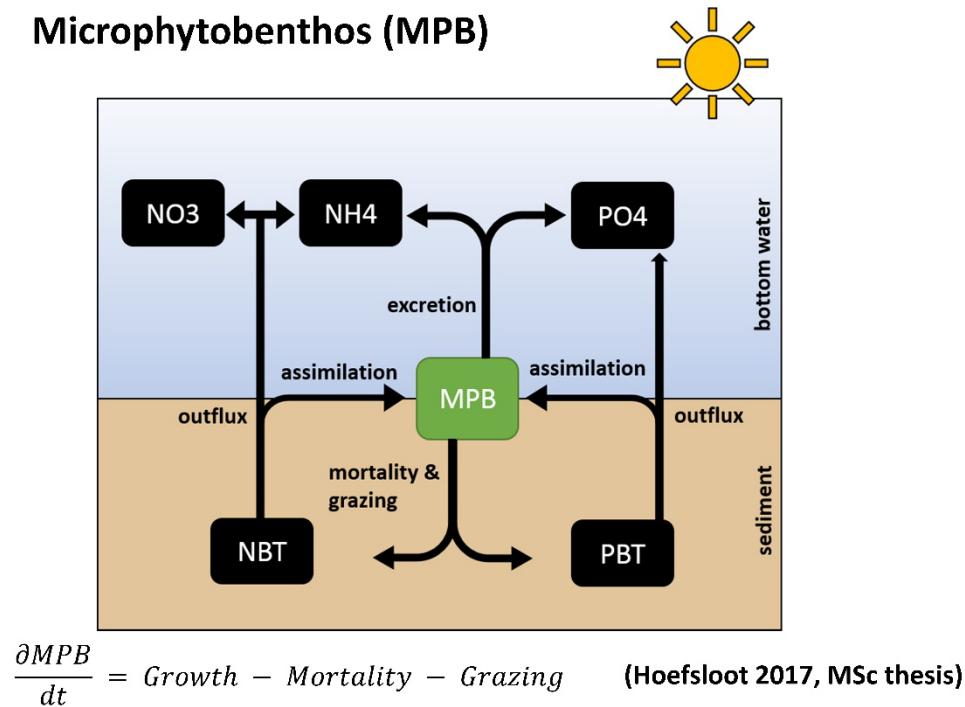 Microphytobenthos (MPB)
NO3
NH4
PO4
bottom water
excretion
assimilation
MPB
assimilation
outflux
outflux
mortality &
grazing
sediment
NBT
PBT
∂MPB/dt = Growth − Mortality − Grazing
(Hoefsloot 2017, MSc thesis)